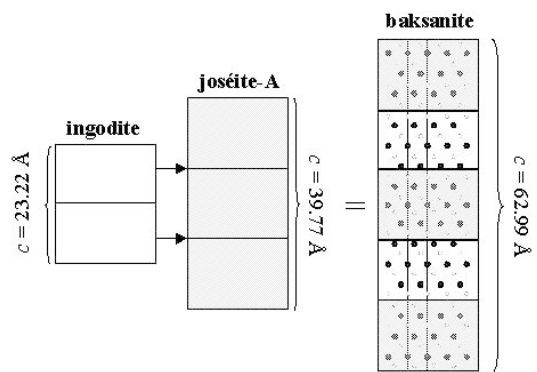 baksanite
joséite-A
ingodite
c = 23.22 Å
c = 39.77 Å
=
c = 62.99 Å